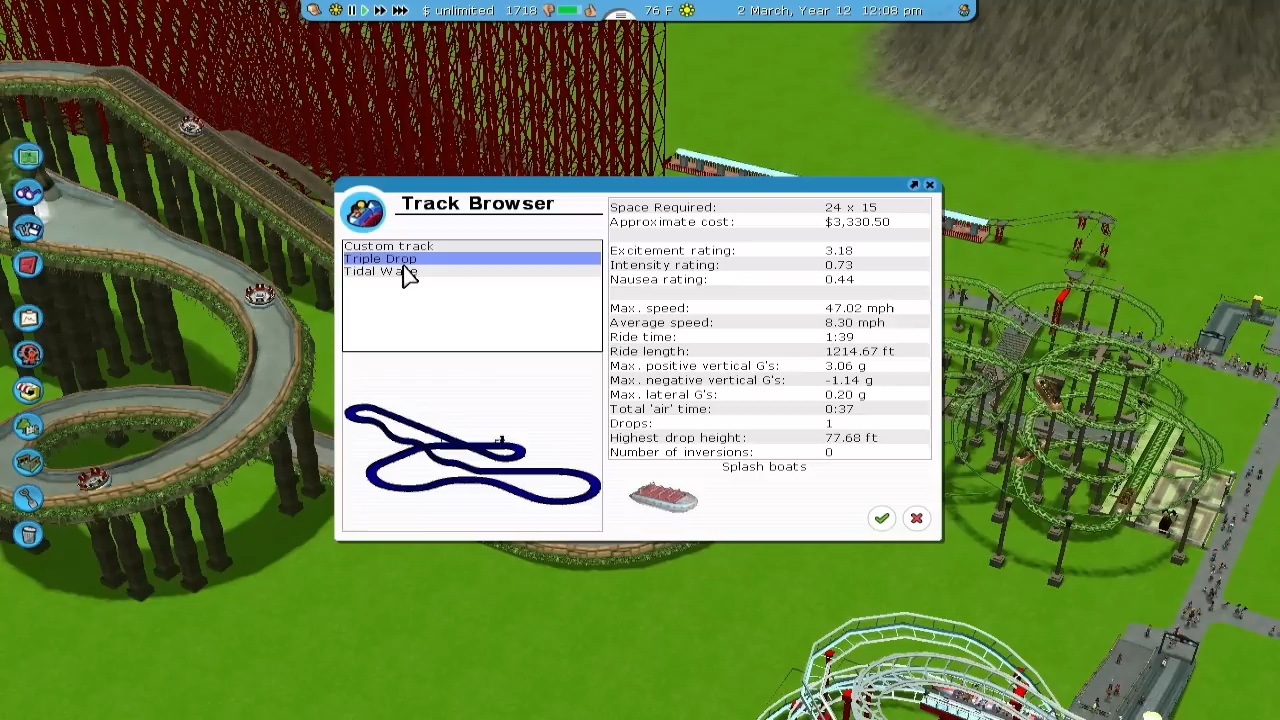 $ unlimited 1718 76 F 2 March, Year 12 12:08 pm
Track Browser
Custom track
Triple Drop
Tidal
Space Required: 24 x 15
Approximate cost: $3,330.50
Excitement rating: 3.18
Intensity rating: 0.73
Nausea rating: 0.44
Max. speed: 47.02 mph
Average speed: 8.30 mph
Ride time: 1:39
Ride length: 1214.67 ft
Max. positive vertical G's: 3.06 g
Max. negative vertical G's: -1.14 g
Max. lateral G's: 0.20 g
Total 'air' time: 0:37
Drops: 1
Highest drop height: 77.68 ft
Number of inversions: 0
Splash boats